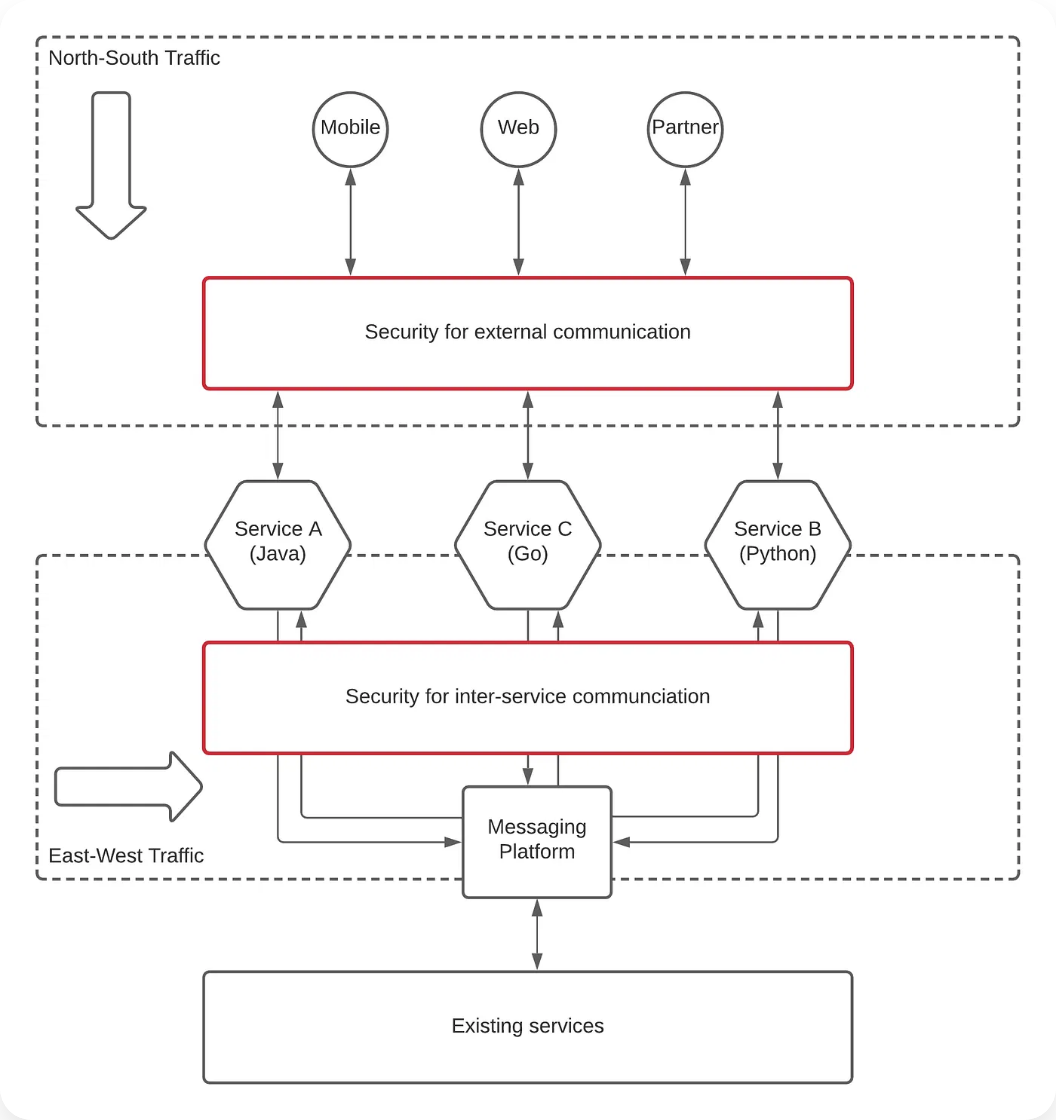 North-South Traffic
Mobile
Web
Partner
Security for external communication
Service A
(Java)
Service C
(Go)
Service B
(Python)
Security for inter-service communciation
Messaging
Platform
East-West Traffic
Existing services